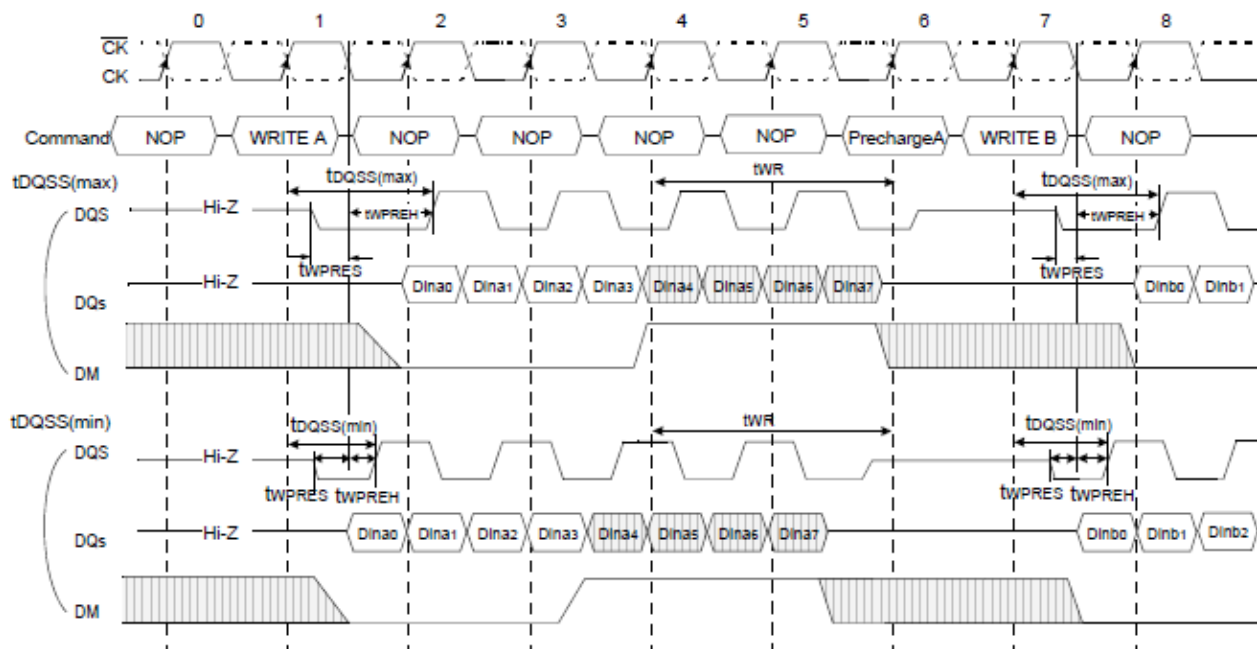 0 1 2 3 4 5 6 7 8
CK
CK
Command NOP WRITE A NOP NOP NOP NOP PrechargeA WRITE B NOP
tDQSS(max) tDQSS(max) tWR tDQSS(max)
DQS Hi-Z tWPREH tWPREH
tWPRES tWPRES
DQs Hi-Z Dina0 Dina1 Dina2 Dina3 Dina4 Dina5 Dina6 Dina7 Dinb0 Dinb1
DM
tDQSS(min) tDQSS(min) tWR tDQSS(min)
DQS Hi-Z
tWPRES tWPREH tWPRES tWPREH
DQs Hi-Z Dina0 Dina1 Dina2 Dina3 Dina4 Dina5 Dina6 Dina7 Dinb0 Dinb1 Dinb2
DM